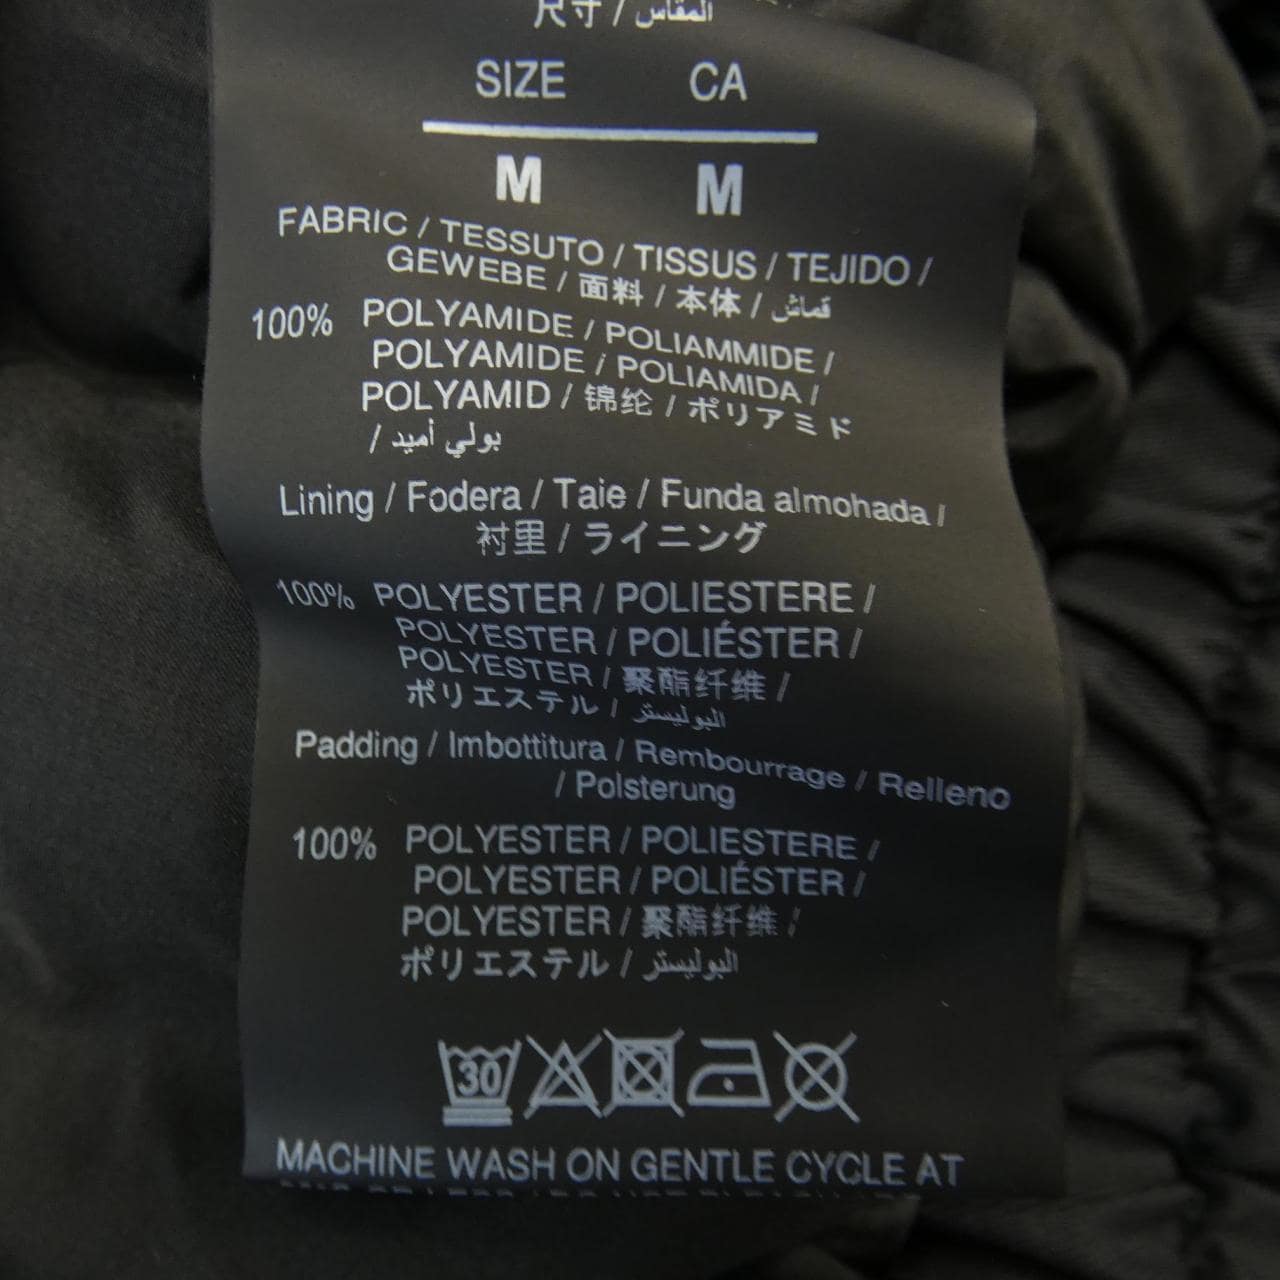 尺寸 / المقاس
SIZE CA
M M
FABRIC / TESSUTO / TISSUS / TEJIDO /
GEWEBE / 面料 / 本体 / قماش
100% POLYAMIDE / POLIAMMIDE /
POLYAMIDE / POLIAMIDA /
POLYAMID / 锦纶 / ポリアミド
/ بولي أميد
Lining / Fodera / Taie / Funda almohada /
衬里 / ライニング
100% POLYESTER / POLIESTERE /
POLYESTER / POLIÉSTER /
POLYESTER / 聚酯纤维 /
ポリエステル / البوليستر
Padding / Imbottitura / Rembourrage / Relleno
/ Polsterung
100% POLYESTER / POLIESTERE /
POLYESTER / POLIÉSTER /
POLYESTER / 聚酯纤维 /
ポリエステル / البوليستر
30
MACHINE WASH ON GENTLE CYCLE AT